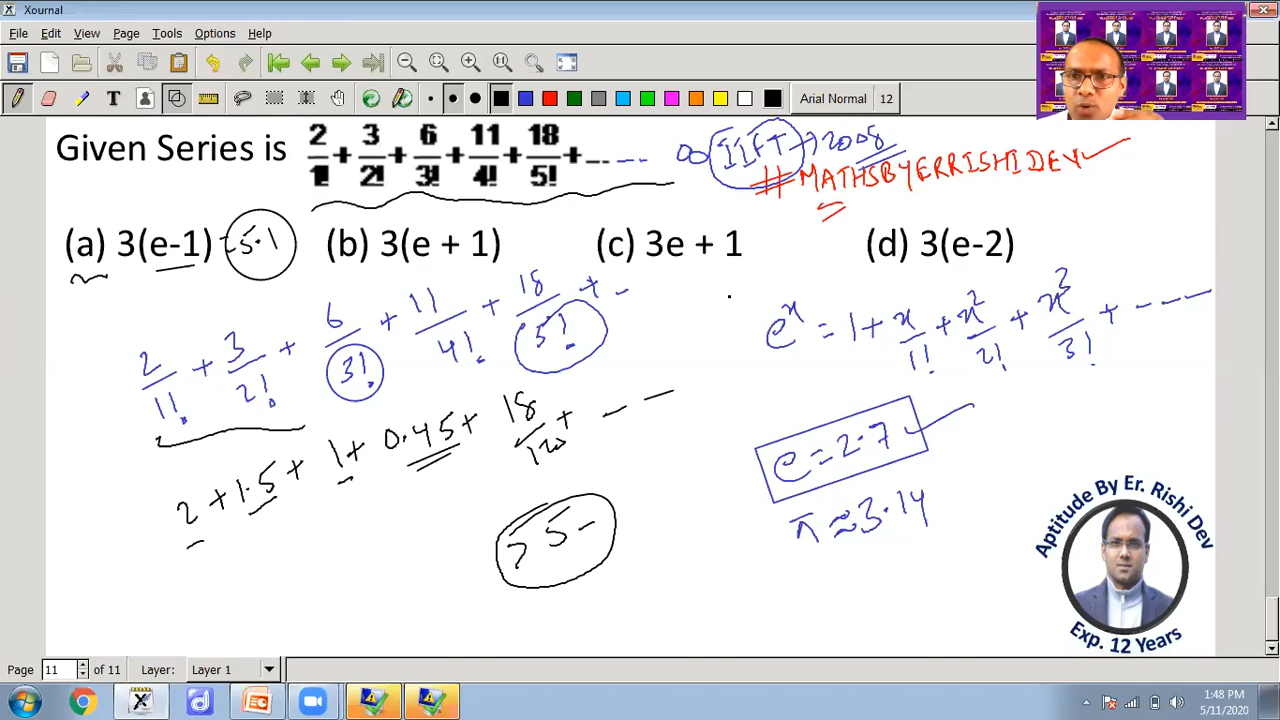 Xournal
File Edit View Page Tools Options Help
Arial Normal 12
Given Series is 2/1! + 3/2! + 6/3! + 11/4! + 18/5! + ... --- ∞ IIFT → 2008
#MATHSBYERRISHIDEV
(a) 3(e-1) = 5.1 (b) 3(e + 1) (c) 3e + 1 (d) 3(e-2)
2/1! + 3/2! + 6/3! + 11/4! + 18/5! + -
e^x = 1 + x/1! + x^2/2! + x^3/3! + ---
2 + 1.5 + 1 + 0.45 + 18/120 + --
e = 2.7
π ≈ 3.14
> 5 -
Aptitude By Er. Rishi Dev
Exp. 12 Years
Page 11 of 11 Layer: Layer 1
1:48 PM
5/11/2020